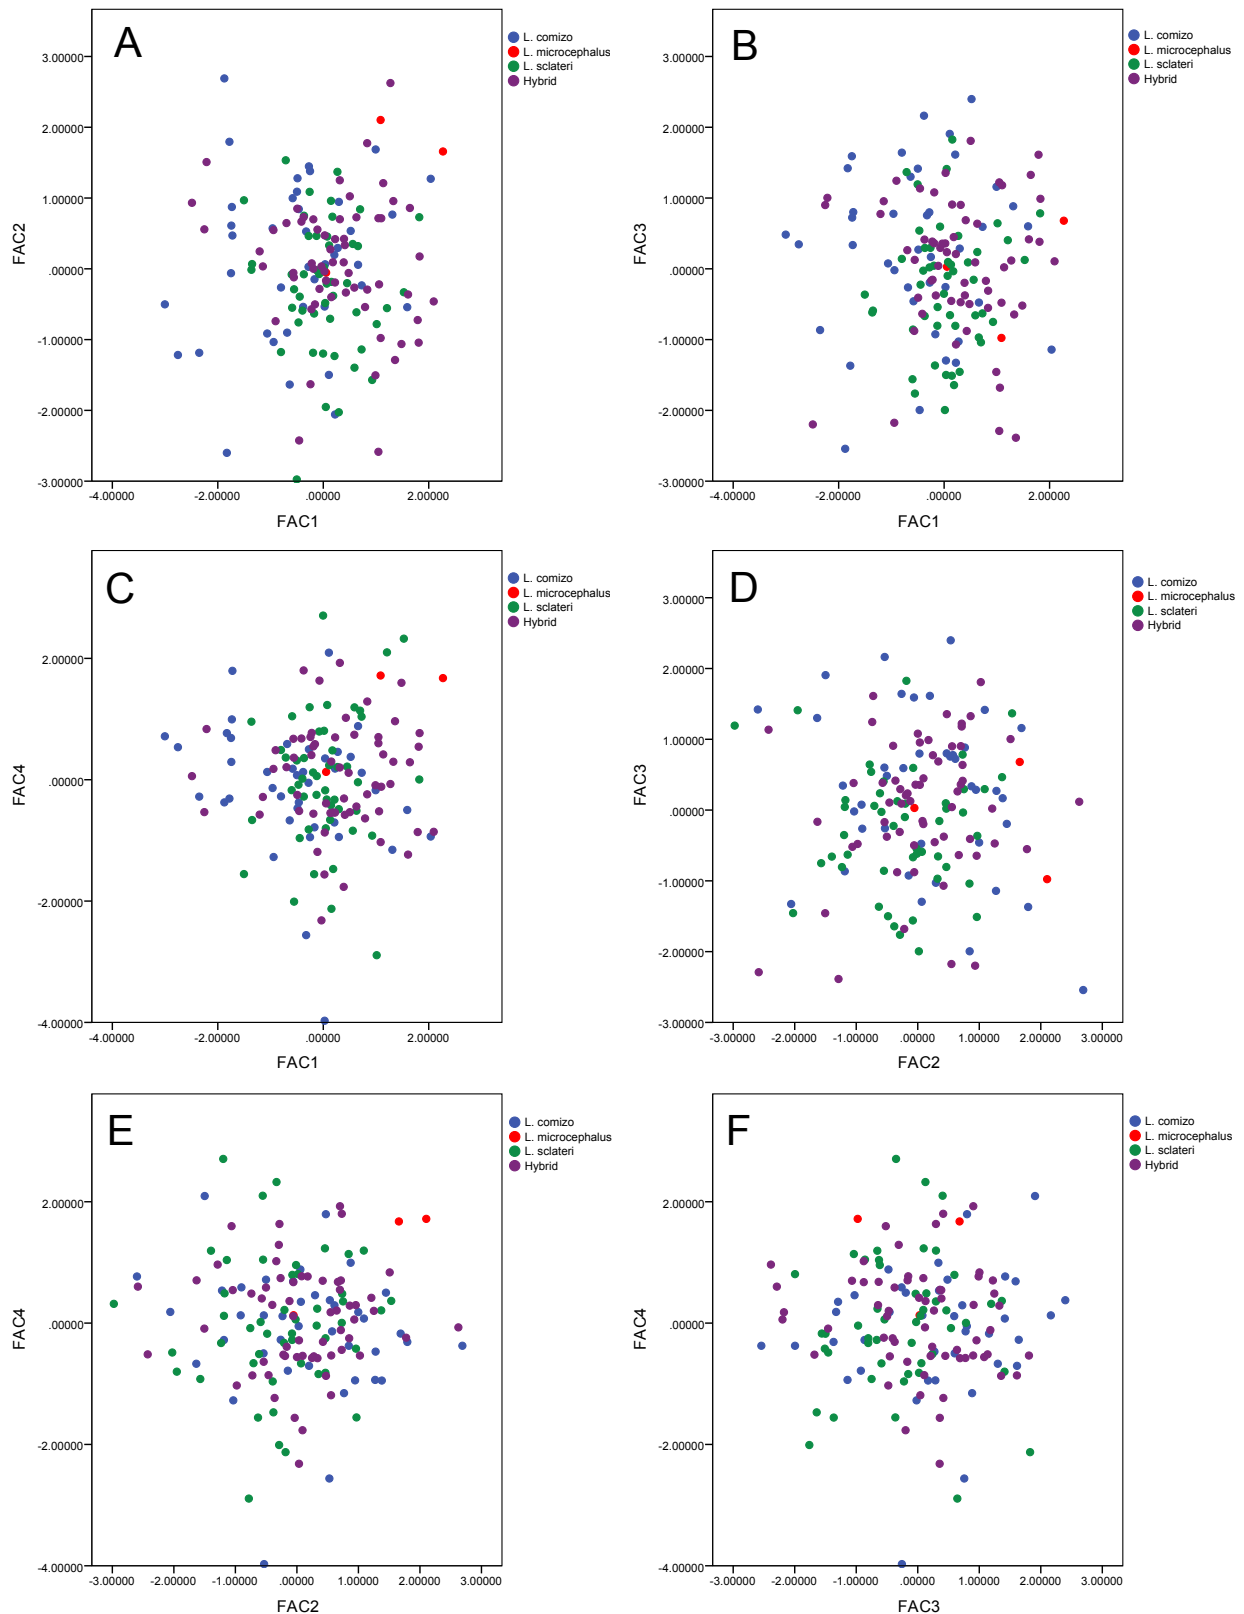 A
L. comizo
L. microcephalus
L. sclateri
Hybrid
3.00000
2.00000
1.00000
.00000
-1.00000
-2.00000
-3.00000
FAC2
-4.00000 -2.00000 .00000 2.00000
FAC1
B
L. comizo
L. microcephalus
L. sclateri
Hybrid
3.00000
2.00000
1.00000
.00000
-1.00000
-2.00000
-3.00000
FAC3
-4.00000 -2.00000 .00000 2.00000
FAC1
C
L. comizo
L. microcephalus
L. sclateri
Hybrid
2.00000
.00000
-2.00000
-4.00000
FAC4
-4.00000 -2.00000 .00000 2.00000
FAC1
D
L. comizo
L. microcephalus
L. sclateri
Hybrid
3.00000
2.00000
1.00000
.00000
-1.00000
-2.00000
-3.00000
FAC3
-3.00000 -2.00000 -1.00000 .00000 1.00000 2.00000 3.00000
FAC2
E
L. comizo
L. microcephalus
L. sclateri
Hybrid
2.00000
.00000
-2.00000
-4.00000
FAC4
-3.00000 -2.00000 -1.00000 .00000 1.00000 2.00000 3.00000
FAC2
F
L. comizo
L. microcephalus
L. sclateri
Hybrid
2.00000
.00000
-2.00000
-4.00000
FAC4
-3.00000 -2.00000 -1.00000 .00000 1.00000 2.00000 3.00000
FAC3